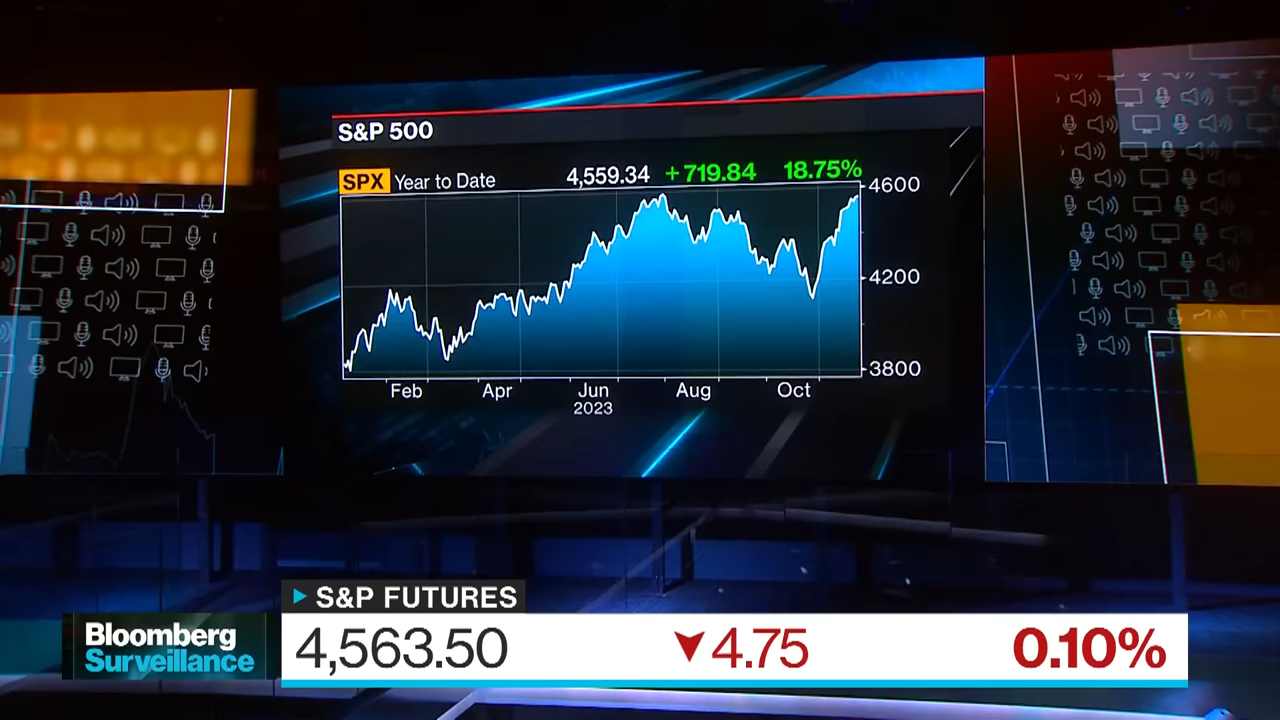 S&P 500
SPX Year to Date 4,559.34 +719.84 18.75%
4600
4200
3800
Feb Apr Jun Aug Oct
2023
S&P FUTURES
Bloomberg
Surveillance
4,563.50 ▼4.75 0.10%